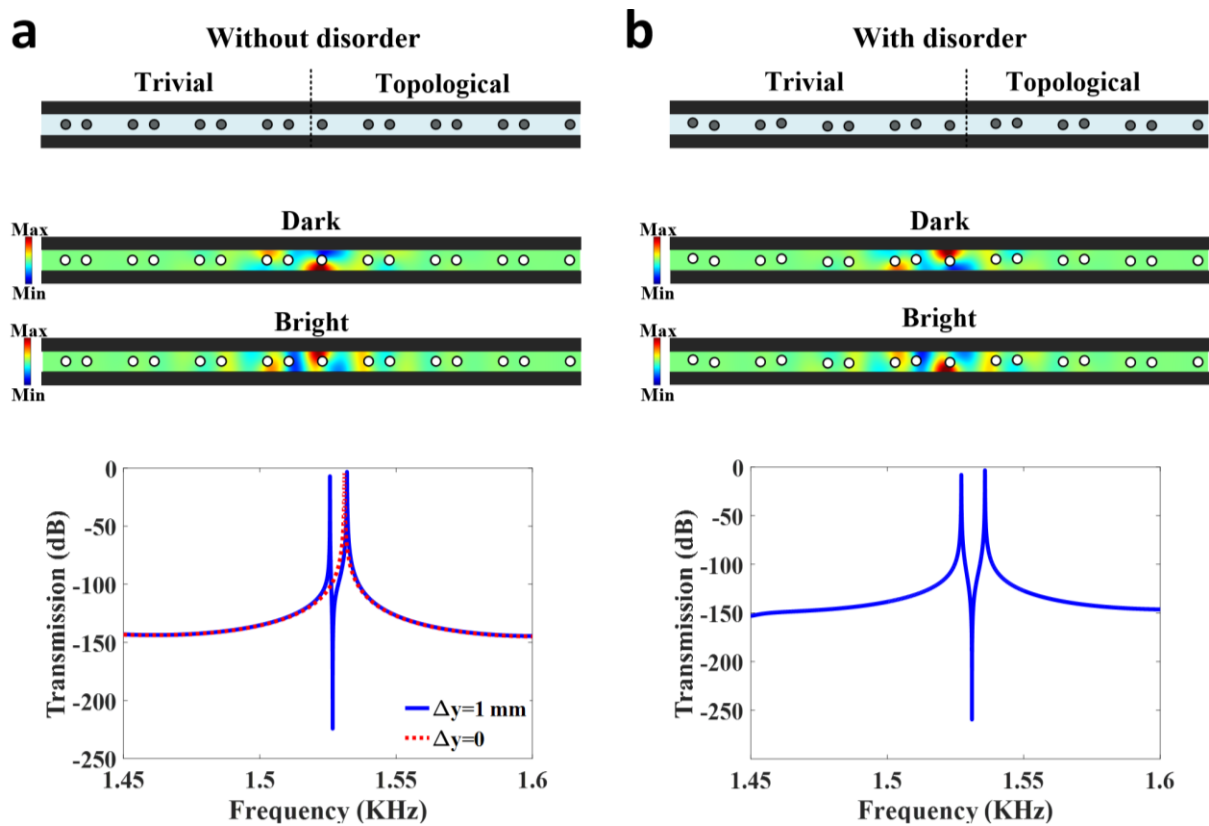 a
Without disorder
Trivial
Topological
Dark
Max
Min
Bright
Max
Min
0
-50
-100
-150
-200
-250
Transmission (dB)
Δy=1 mm
Δy=0
1.45
1.5
1.55
1.6
Frequency (KHz)
b
With disorder
Trivial
Topological
Dark
Max
Min
Bright
Max
Min
0
-50
-100
-150
-200
-250
Transmission (dB)
1.45
1.5
1.55
1.6
Frequency (KHz)